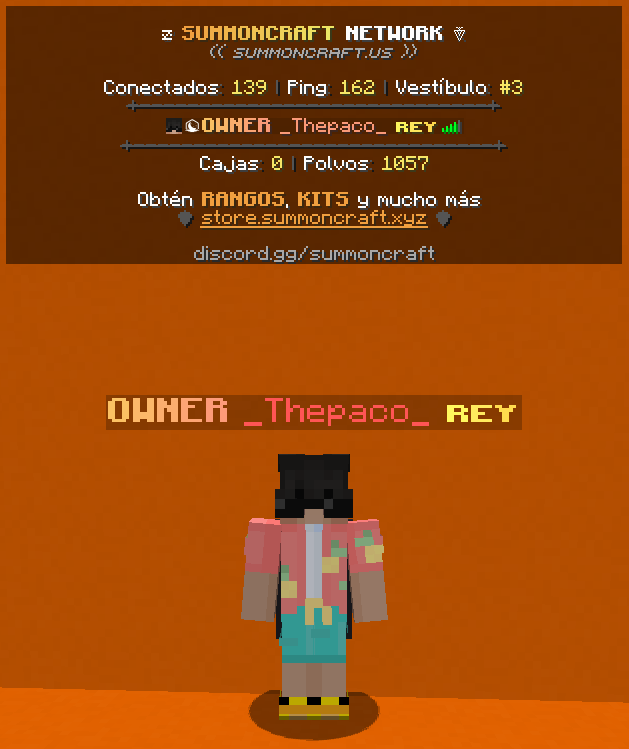 SUMMONCRAFT NETWORK
(( SUMMONCRAFT.US ))
Conectados: 139 | Ping: 162 | Vestíbulo: #3
OWNER _Thepaco_ REY
Cajas: 0 | Polvos: 1057
Obtén RANGOS, KITS y mucho más
store.summoncraft.xyz
discord.gg/summoncraft
OWNER _Thepaco_ REY